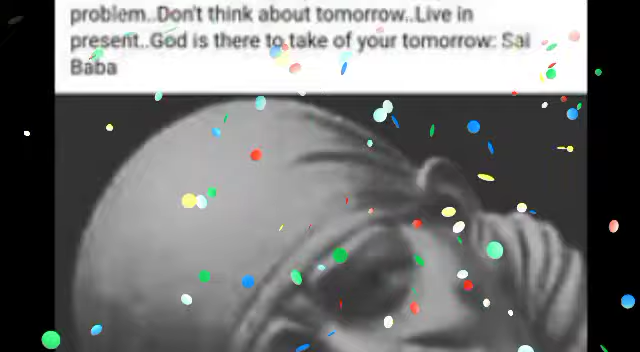 problem..Don't think about tomorrow..Live in
present..God is there to take of your tomorrow: Sai
Baba